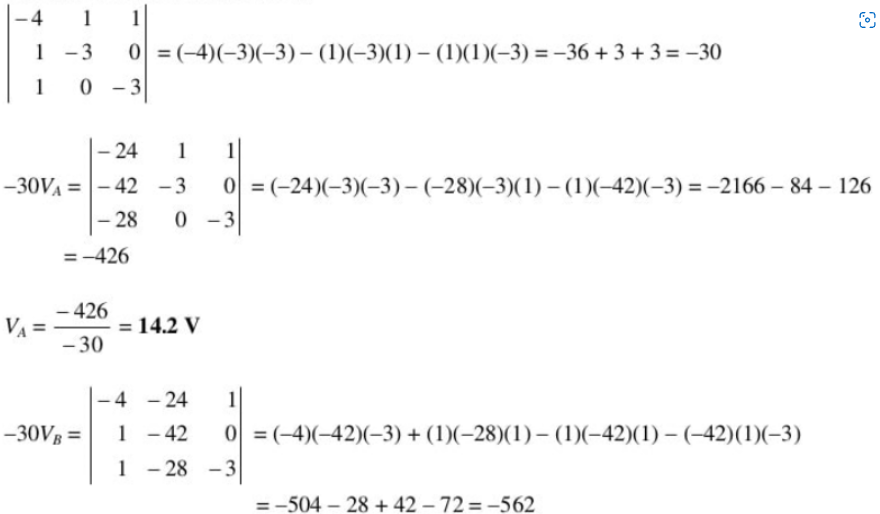 |−4 1 1|
| 1 −3 0| = (−4)(−3)(−3) − (1)(−3)(1) − (1)(1)(−3) = −36 + 3 + 3 = −30
| 1 0 −3|
|−24 1 1|
−30V_A = |−42 −3 0| = (−24)(−3)(−3) − (−28)(−3)(1) − (1)(−42)(−3) = −2166 − 84 − 126
|−28 0 −3|
= −426
V_A = −426 / −30 = 14.2 V
|−4 −24 1|
−30V_B = | 1 −42 0| = (−4)(−42)(−3) + (1)(−28)(1) − (1)(−42)(1) − (−42)(1)(−3)
| 1 −28 −3|
= −504 − 28 + 42 − 72 = −562